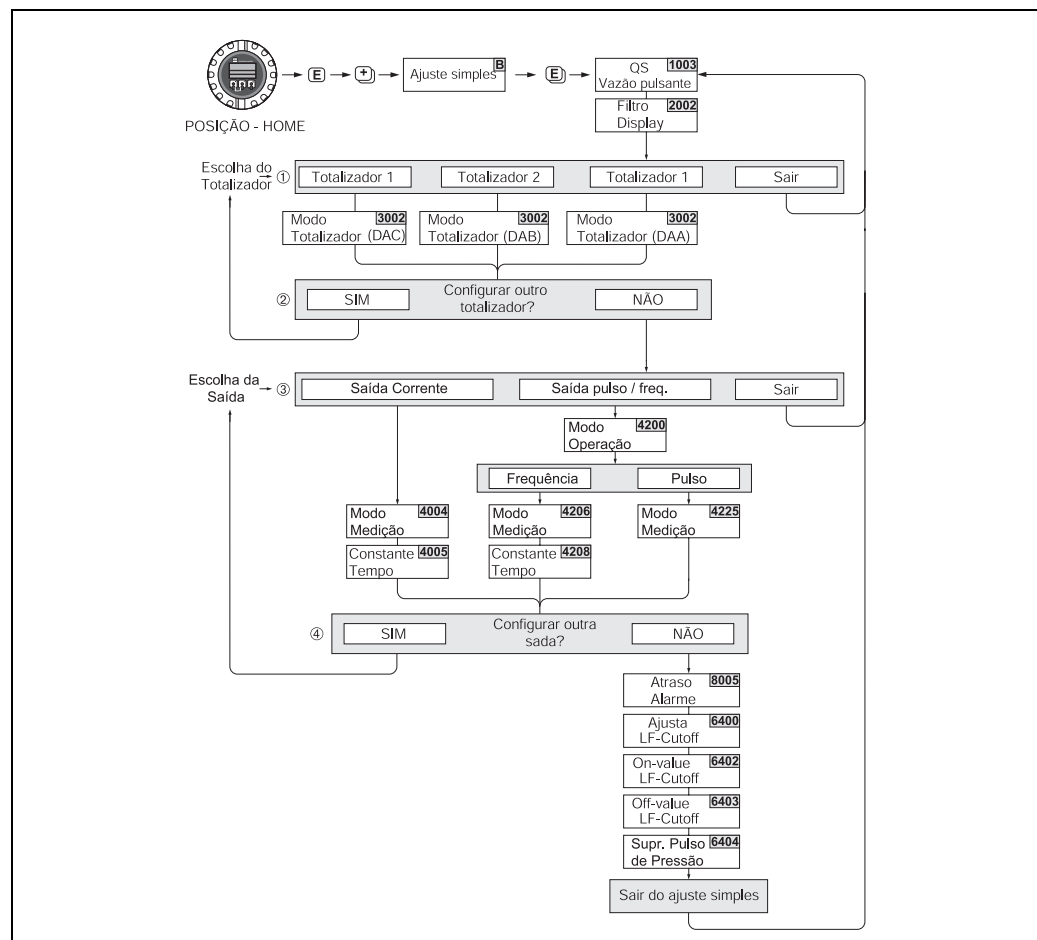 E
+
Ajuste simples B
E
QS 1003
Vazão pulsante
POSIÇÃO - HOME
Filtro 2002
Display
Escolha do
Totalizador
①
Totalizador 1
Totalizador 2
Totalizador 1
Sair
Modo 3002
Totalizador (DAC)
Modo 3002
Totalizador (DAB)
Modo 3002
Totalizador (DAA)
②
SIM
Configurar outro
totalizador?
NÃO
Escolha da
Saída
③
Saída Corrente
Saída pulso / freq.
Sair
Modo 4200
Operação
Frequência
Pulso
Modo 4004
Medição
Modo 4206
Medição
Modo 4225
Medição
Constante 4005
Tempo
Constante 4208
Tempo
④
SIM
Configurar outra
sada?
NÃO
Atraso 8005
Alarme
Ajusta 6400
LF-Cutoff
On-value 6402
LF-Cutoff
Off-value 6403
LF-Cutoff
Supr. Pulso 6404
de Pressão
Sair do ajuste simples